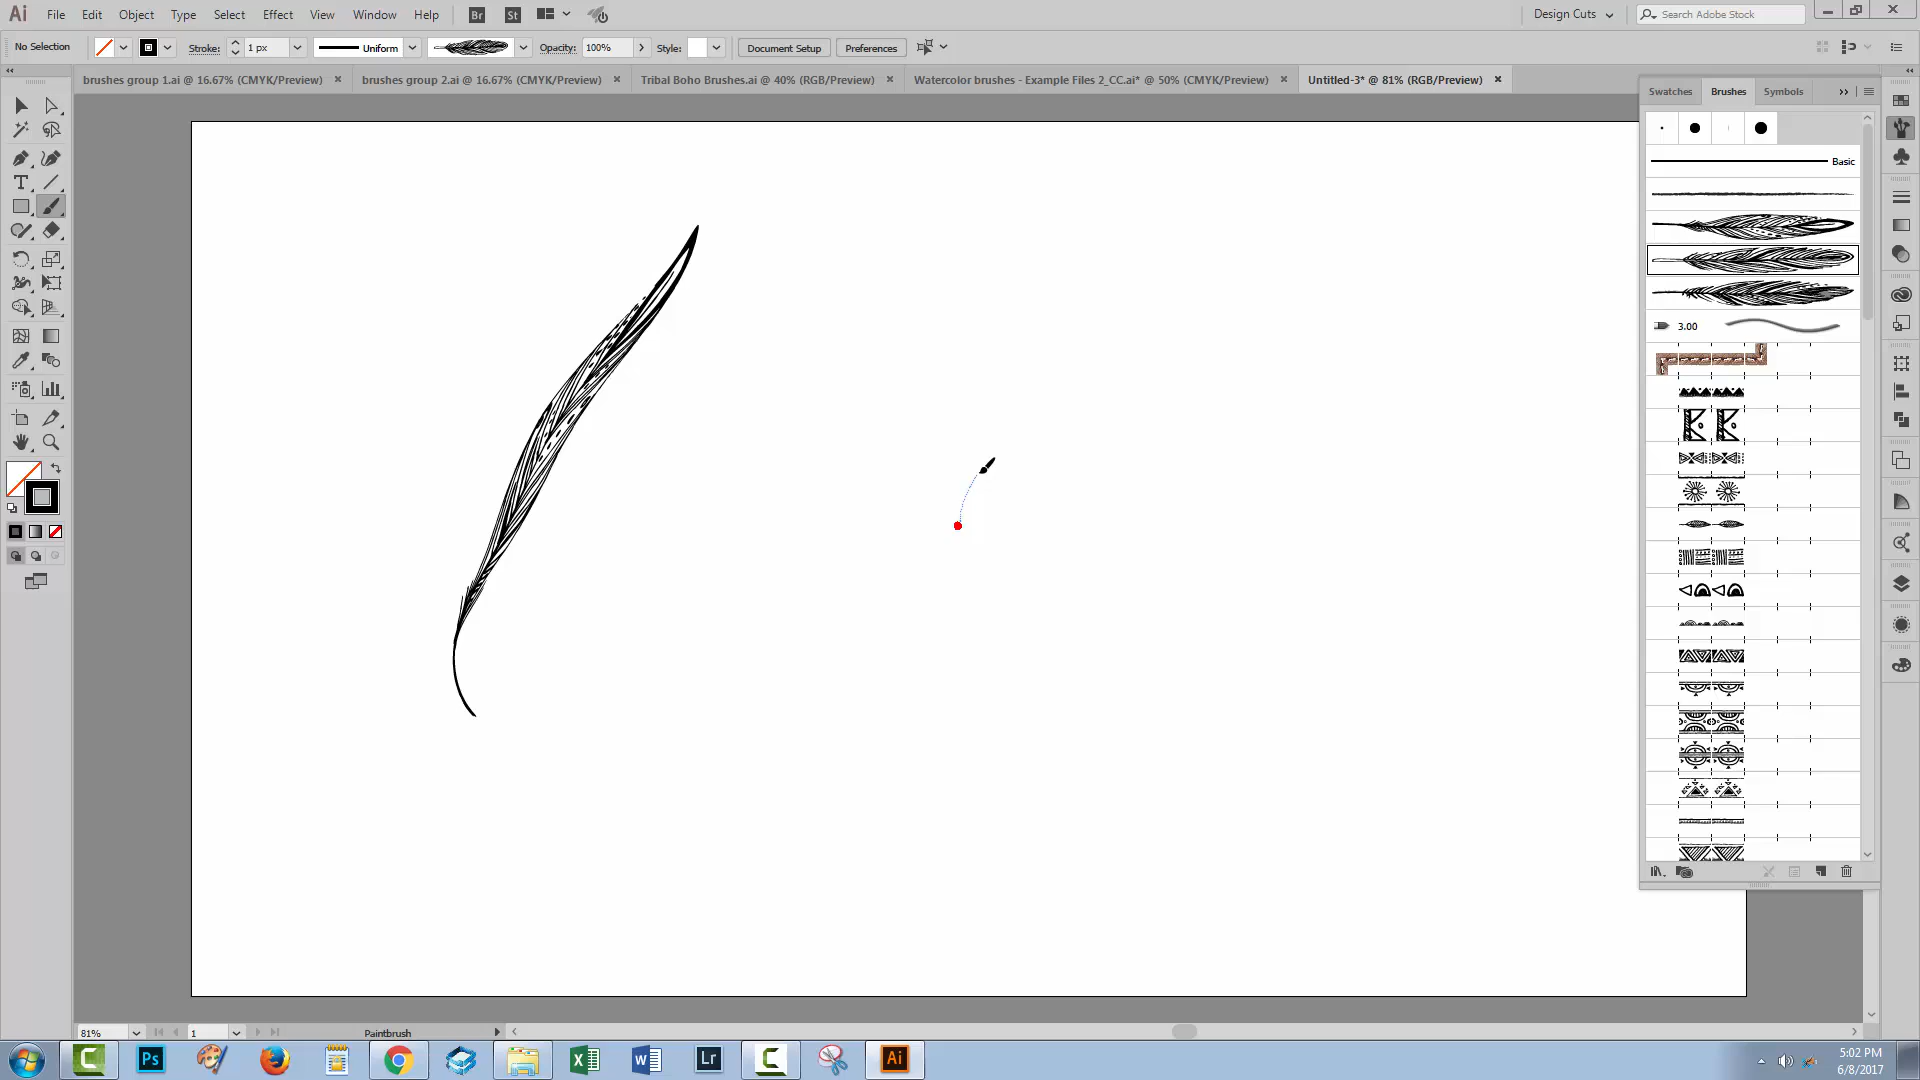 Ai File Edit Object Type Select Effect View Window Help Br St Design Cuts Search Adobe Stock
No Selection Stroke: 1 px Uniform Opacity: 100% Style: Document Setup Preferences
brushes group 1.ai @ 16.67% (CMYK/Preview) brushes group 2.ai @ 16.67% (CMYK/Preview) Tribal Boho Brushes.ai @ 40% (RGB/Preview) Watercolor brushes - Example Files 2_CC.ai* @ 50% (CMYK/Preview) Untitled-3* @ 81% (RGB/Preview)
Swatches Brushes Symbols
Basic
3.00
81% 1 Paintbrush
Ps Lr Ai
5:02 PM
6/8/2017